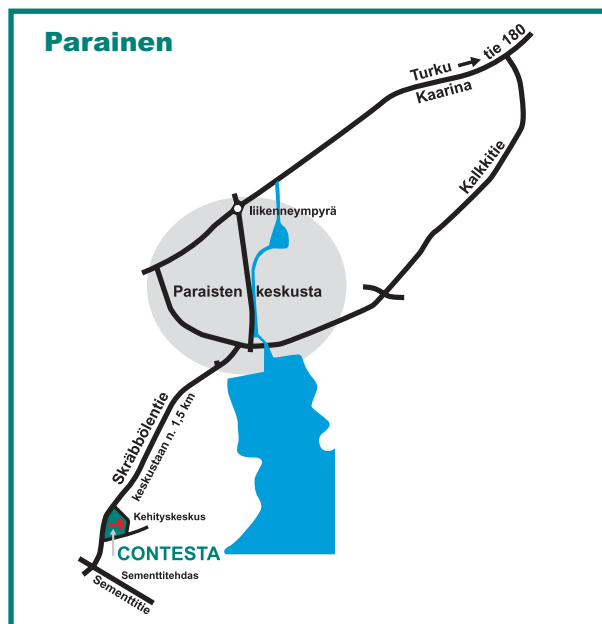 Parainen
Turku
tie 180
Kaarina
Kalkkitie
liikenneympyrä
Paraisten keskusta
Skräbbölentie
keskustaan n. 1,5 km
Kehityskeskus
CONTESTA
Sementtitehdas
Sementtitie